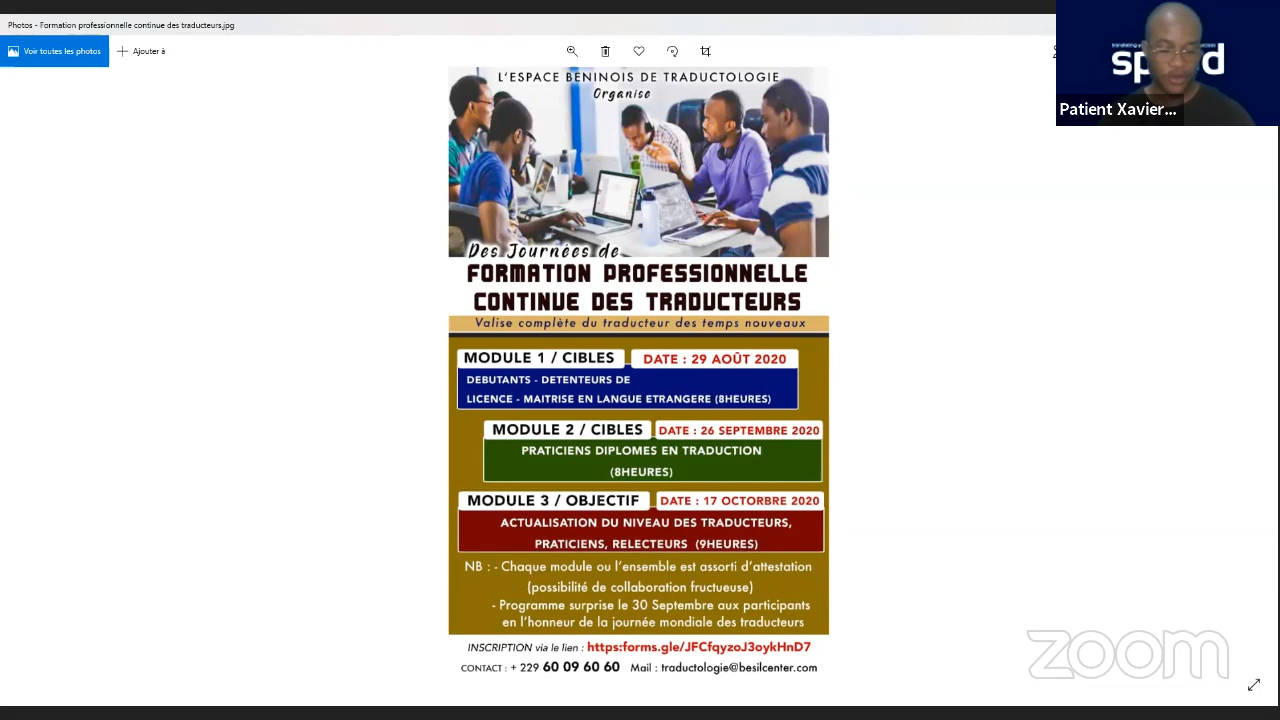 Photos - Formation professionnelle continue des traducteurs.jpg
Voir toutes les photos
Ajouter à
Patient Xavier...
L'ESPACE BENINOIS DE TRADUCTOLOGIE
Organise
Des Journées de
FORMATION PROFESSIONNELLE
CONTINUE DES TRADUCTEURS
Valise complète du traducteur des temps nouveaux
MODULE 1 / CIBLES DATE : 29 AOÛT 2020
DEBUTANTS - DETENTEURS DE
LICENCE - MAITRISE EN LANGUE ETRANGERE (8HEURES)
MODULE 2 / CIBLES DATE : 26 SEPTEMBRE 2020
PRATICIENS DIPLOMES EN TRADUCTION
(8HEURES)
MODULE 3 / OBJECTIF DATE : 17 OCTORBRE 2020
ACTUALISATION DU NIVEAU DES TRADUCTEURS,
PRATICIENS, RELECTEURS (9HEURES)
NB : - Chaque module ou l'ensemble est assorti d'attestation
(possibilité de collaboration fructueuse)
- Programme surprise le 30 Septembre aux participants
en l'honneur de la journée mondiale des traducteurs
INSCRIPTION via le lien : https:forms.gle/JFCfqyzoJ3oykHnD7
CONTACT : + 229 60 09 60 60 Mail : traductologie@besilcenter.com
zoom